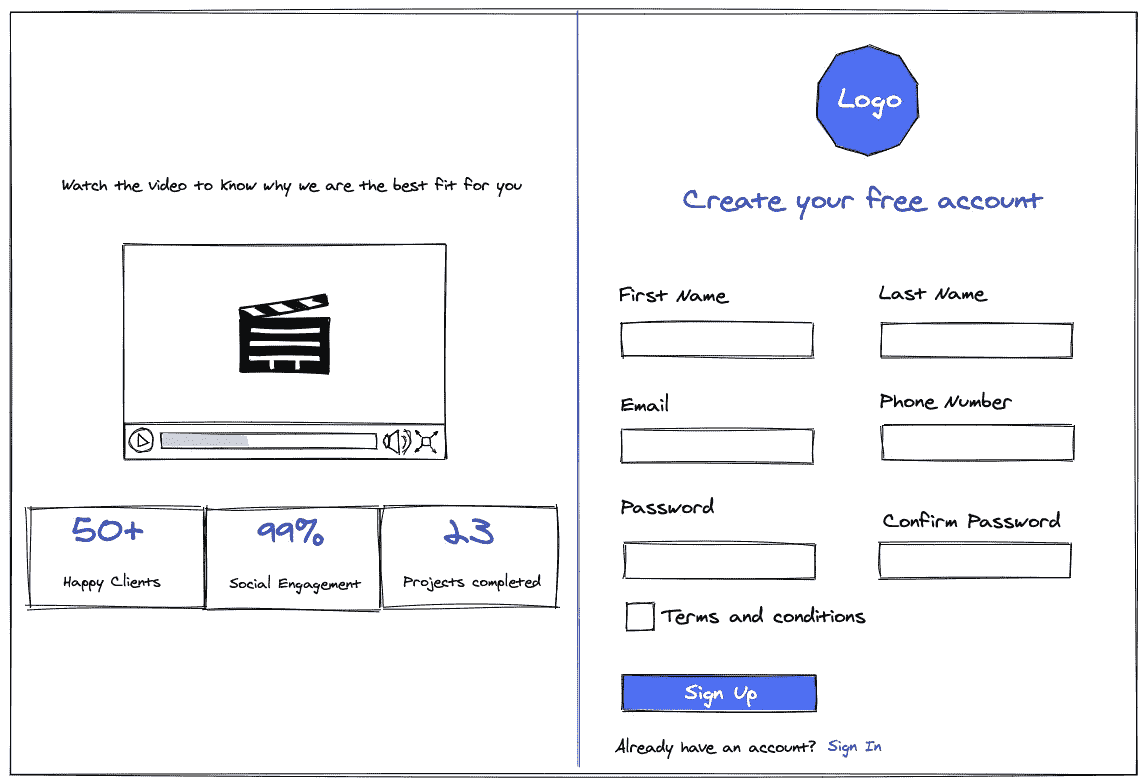 Watch the video to know why we are the best fit for you
50+
Happy Clients
99%
Social Engagement
23
Projects completed
Logo
Create your free account
First Name
Last Name
Email
Phone Number
Password
Confirm Password
Terms and conditions
Sign Up
Already have an account? Sign In